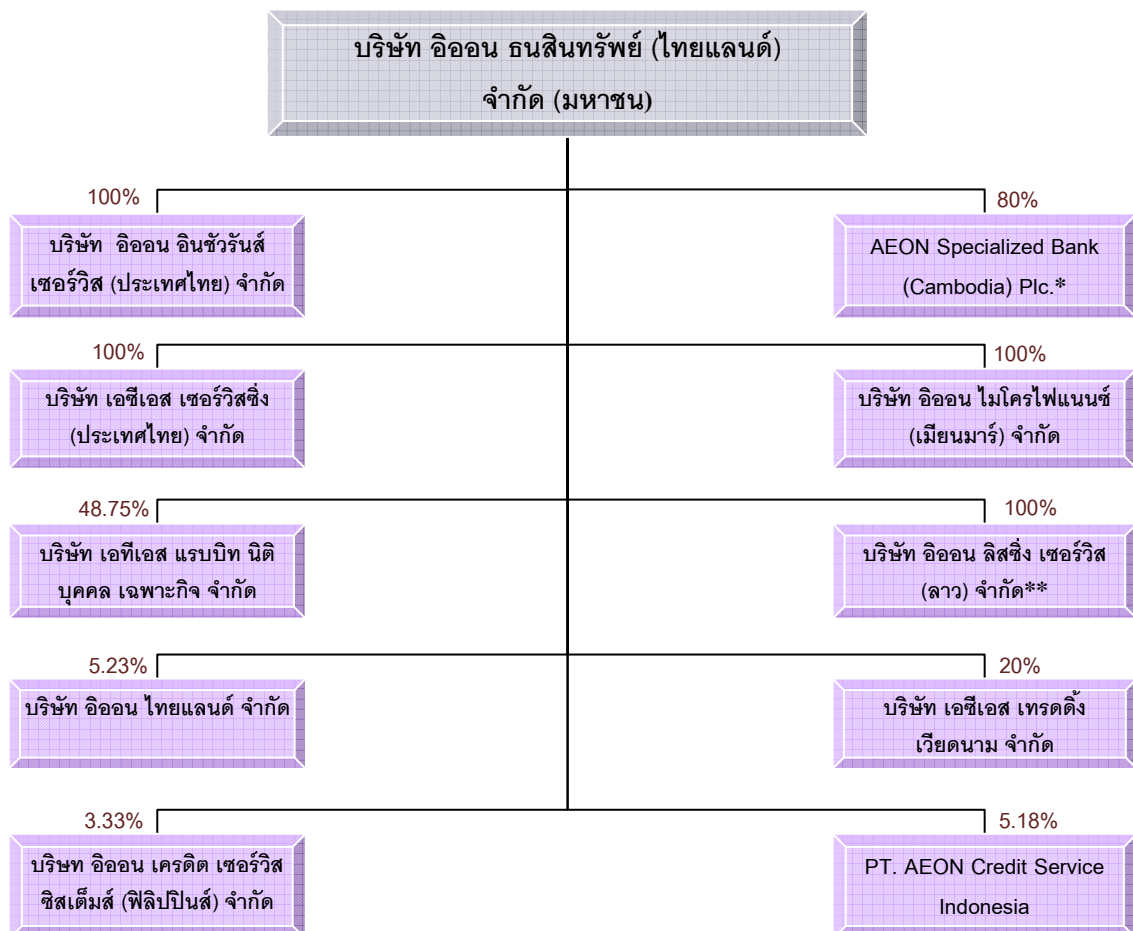 บริษัท อิออน ธนสินทรัพย์ (ไทยแลนด์)
จำกัด (มหาชน)
100%
บริษัท อิออน อินชัวรันส์
เซอร์วิส (ประเทศไทย) จำกัด
80%
AEON Specialized Bank
(Cambodia) Plc.*
100%
บริษัท เอซีเอส เซอร์วิสซิ่ง
(ประเทศไทย) จำกัด
100%
บริษัท อิออน ไมโครไฟแนนซ์
(เมียนมาร์) จำกัด
48.75%
บริษัท เอทีเอส แรบบิท นิติ
บุคคล เฉพาะกิจ จำกัด
100%
บริษัท อิออน ลิสซิ่ง เซอร์วิส
(ลาว) จำกัด**
5.23%
บริษัท อิออน ไทยแลนด์ จำกัด
20%
บริษัท เอซีเอส เทรดดิ้ง
เวียดนาม จำกัด
3.33%
บริษท อิออน เครดิต เซอร์วิส
ซิสเต็มส์ (ฟิลิปปินส์) จำกัด
5.18%
PT. AEON Credit Service
Indonesia